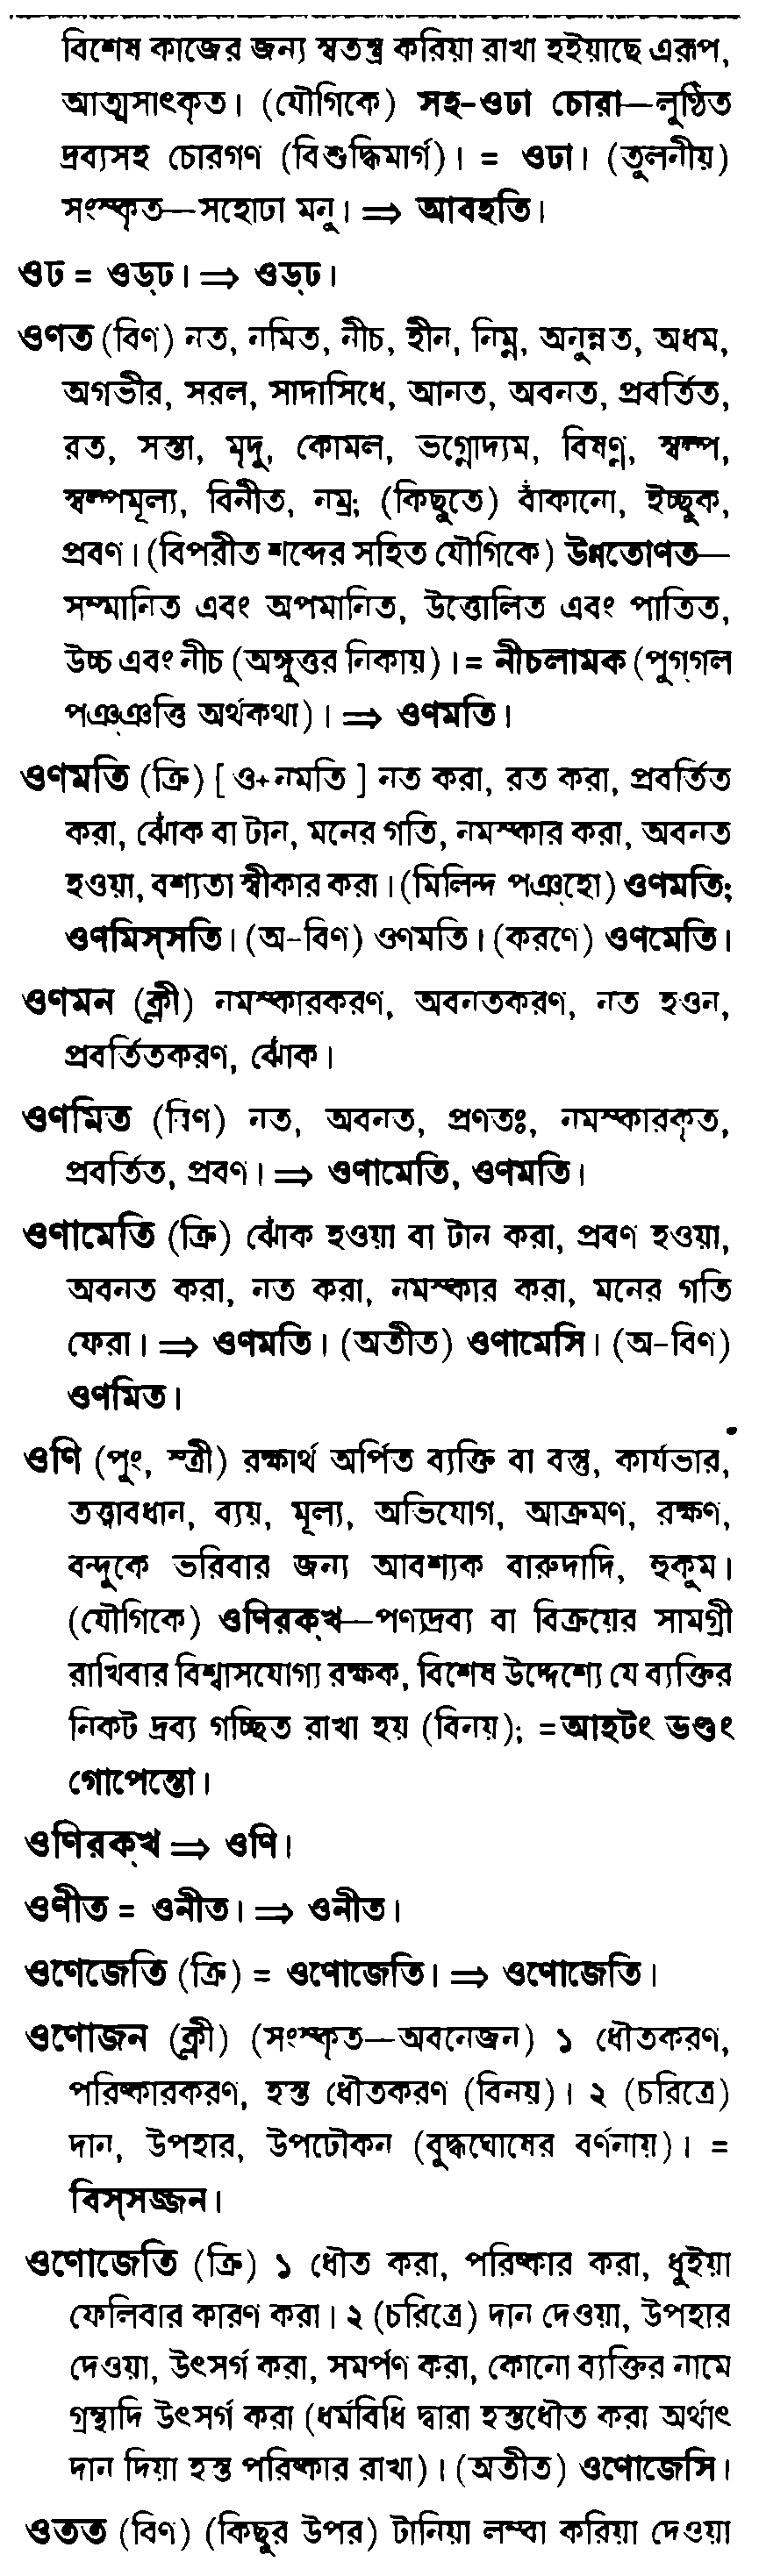 বিশেষ কাজের জন্য স্বতন্ত্র করিয়া রাখা হইয়াছে এরূপ,
আত্মসাৎকৃত। (যৌগিকে) সহ-ওঢা চোরা—লুণ্ঠিত
দ্রব্যসহ চোরগণ (বিশুদ্ধিমার্গ)। = ওঢা। (তুলনীয়)
সংস্কৃত—সহোঢা মনু। ⇒ আবহতি।
ওঢ = ওড্‌ঢ। ⇒ ওড্‌ঢ।
ওণত (বিণ) নত, নমিত, নীচ, হীন, নিম্ন, অনুন্নত, অধম,
অগভীর, সরল, সাদাসিধে, আনত, অবনত, প্রবর্তিত,
রত, সস্তা, মৃদু, কোমল, ভগ্নোদ্যম, বিষণ্ণ, স্বল্প,
স্বল্পমূল্য, বিনীত, নম্র; (কিছুতে) বাঁকানো, ইচ্ছুক,
প্রবণ। (বিপরীত শব্দের সহিত যৌগিকে) উন্নতোণত—
সম্মানিত এবং অপমানিত, উত্তোলিত এবং পাতিত,
উচ্চ এবং নীচ (অঙ্গুত্তর নিকায়)। = নীচলামক (পুগ্‌গল
পঞ্‌ঞত্তি অর্থকথা)। ⇒ ওণমতি।
ওণমতি (ক্রি) [ ও+নমতি ] নত করা, রত করা, প্রবর্তিত
করা, ঝোঁক বা টান, মনের গতি, নমস্কার করা, অবনত
হওয়া, বশ্যতা স্বীকার করা। (মিলিন্দ পঞ্‌হো) ওণমতি;
ওণমিস্‌সতি। (অ-বিণ) ওণমতি। (করণে) ওণমেতি।
ওণমন (ক্লী) নমস্কারকরণ, অবনতকরণ, নত হওন,
প্রবর্তিতকরণ, ঝোঁক।
ওণমিত (বিণ) নত, অবনত, প্রণতঃ, নমস্কারকৃত,
প্রবর্তিত, প্রবণ। ⇒ ওণামেতি, ওণমতি।
ওণামেতি (ক্রি) ঝোঁক হওয়া বা টান করা, প্রবণ হওয়া,
অবনত করা, নত করা, নমস্কার করা, মনের গতি
ফেরা। ⇒ ওণমতি। (অতীত) ওণামেসি। (অ-বিণ)
ওণমিত।
ওণি (পুং, স্ত্রী) রক্ষার্থ অর্পিত ব্যক্তি বা বস্তু, কার্যভার,
তত্ত্বাবধান, ব্যয়, মূল্য, অভিযোগ, আক্রমণ, রক্ষণ,
বন্দুকে ভরিবার জন্য আবশ্যক বারুদাদি, হুকুম।
(যৌগিকে) ওণিরক্‌খ—পণ্যদ্রব্য বা বিক্রয়ের সামগ্রী
রাখিবার বিশ্বাসযোগ্য রক্ষক, বিশেষ উদ্দেশ্যে যে ব্যক্তির
নিকট দ্রব্য গচ্ছিত রাখা হয় (বিনয়); =আহটং ভণ্ডং
গোপেন্তো।
ওণিরক্‌খ ⇒ ওণি।
ওণীত = ওনীত। ⇒ ওনীত।
ওণেজেতি (ক্রি) = ওণোজেতি। ⇒ ওণোজেতি।
ওণোজন (ক্লী) (সংস্কৃত—অবনেজন) ১ ধৌতকরণ,
পরিষ্কারকরণ, হস্ত ধৌতকরণ (বিনয়)। ২ (চরিত্রে)
দান, উপহার, উপঢৌকন (বুদ্ধঘোষের বর্ণনায়)। =
বিস্‌সজ্জন।
ওণোজেতি (ক্রি) ১ ধৌত করা, পরিষ্কার করা, ধুইয়া
ফেলিবার কারণ করা। ২ (চরিত্রে) দান দেওয়া, উপহার
দেওয়া, উৎসর্গ করা, সমর্পণ করা, কোনো ব্যক্তির নামে
গ্রন্থাদি উৎসর্গ করা (ধর্মবিধি দ্বারা হস্তধৌত করা অর্থাৎ
দান দিয়া হস্ত পরিষ্কার রাখা)। (অতীত) ওণোজেসি।
ওতত (বিণ) (কিছুর উপর) টানিয়া লম্বা করিয়া দেওয়া